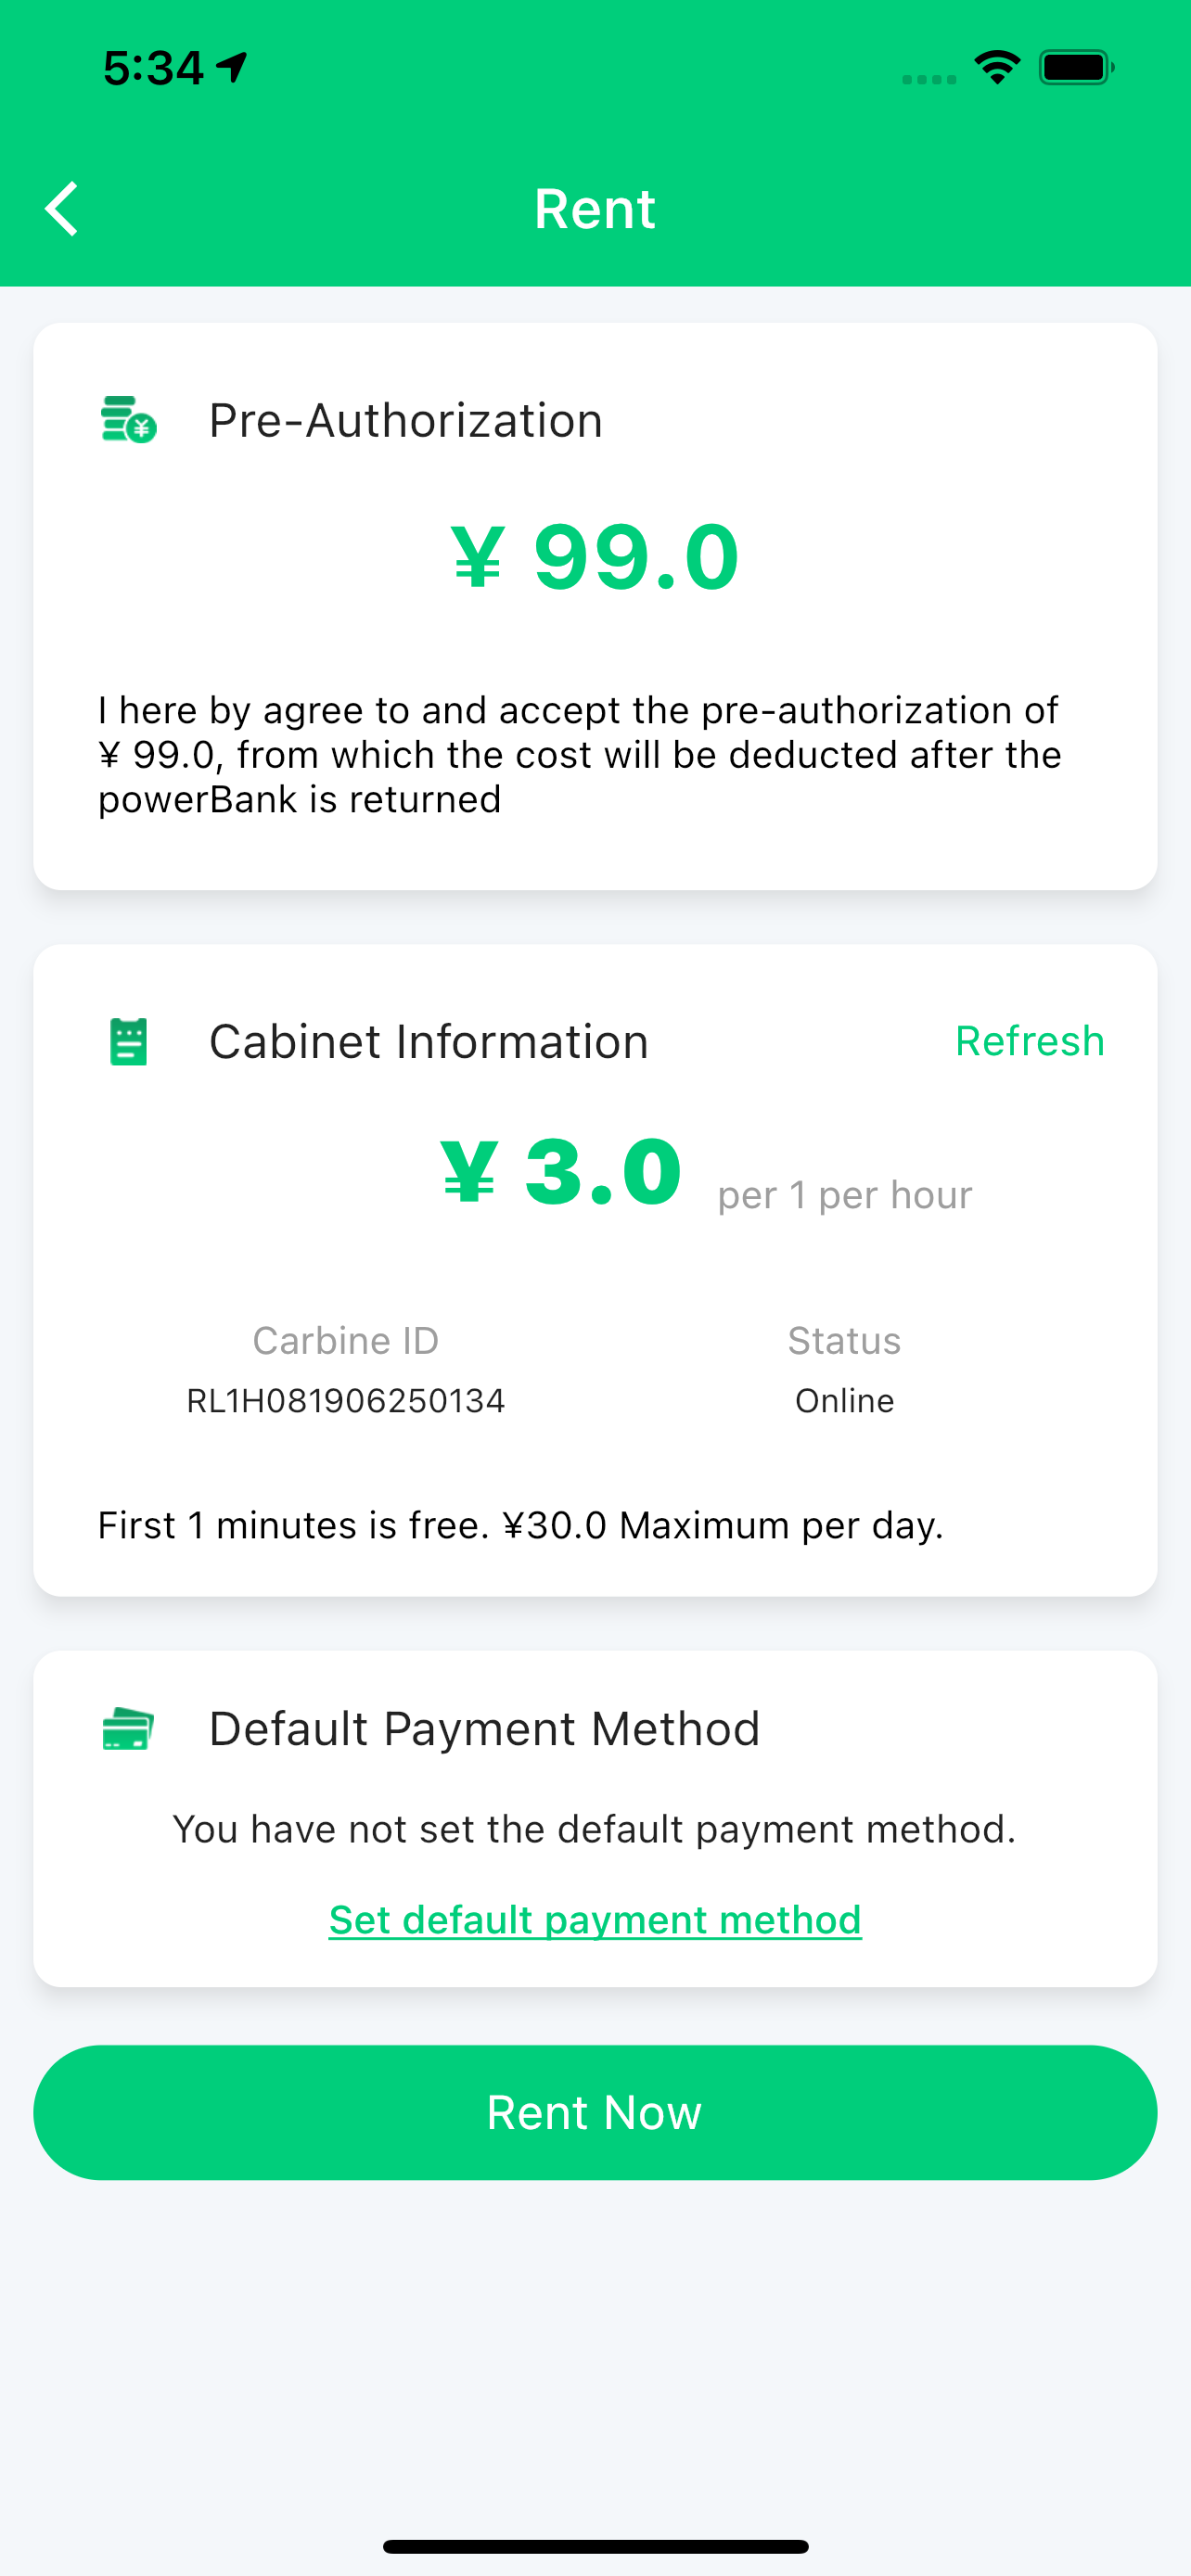 5:34
Rent
Pre-Authorization
¥ 99.0
I here by agree to and accept the pre-authorization of
¥ 99.0, from which the cost will be deducted after the
powerBank is returned
Cabinet Information
Refresh
¥ 3.0 per 1 per hour
Carbine ID
Status
RL1H081906250134
Online
First 1 minutes is free. ¥30.0 Maximum per day.
Default Payment Method
You have not set the default payment method.
Set default payment method
Rent Now